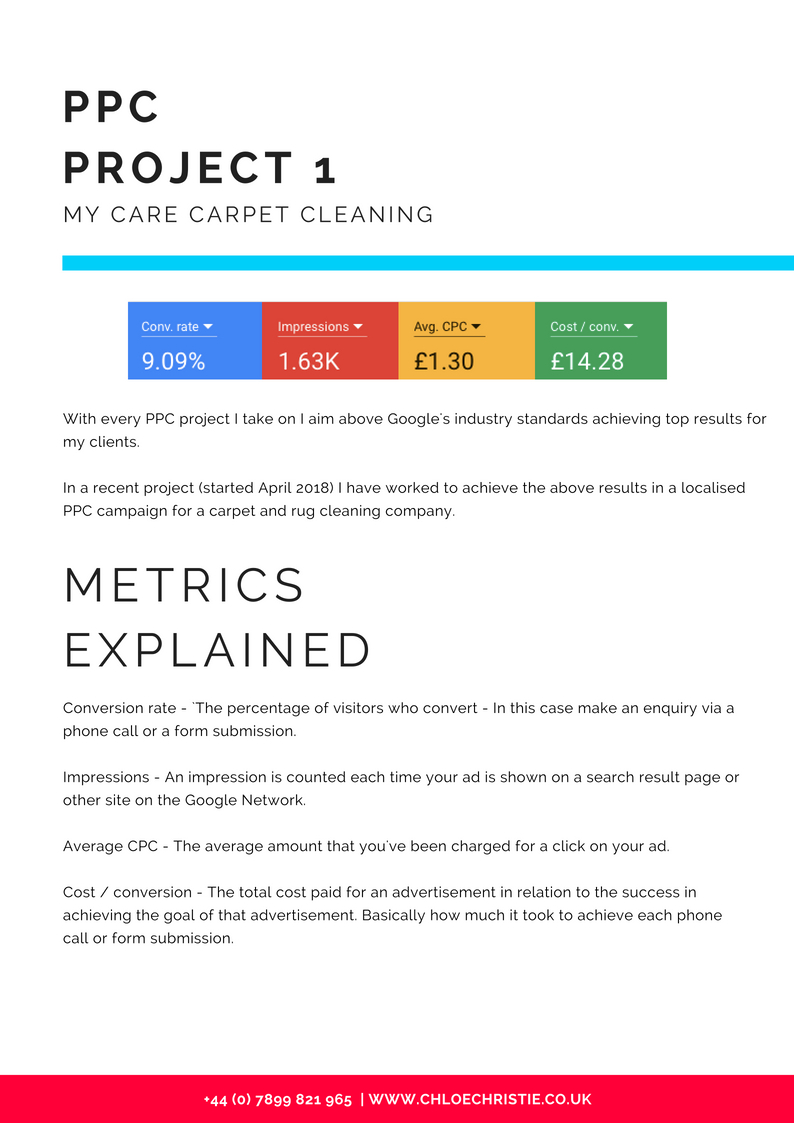 PPC
PROJECT 1
MY CARE CARPET CLEANING
Conv. rate Impressions Avg. CPC Cost / conv.
9.09% 1.63K £1.30 £14.28
With every PPC project I take on I aim above Google's industry standards achieving top results for
my clients.
In a recent project (started April 2018) I have worked to achieve the above results in a localised
PPC campaign for a carpet and rug cleaning company.
METRICS
EXPLAINED
Conversion rate - `The percentage of visitors who convert - In this case make an enquiry via a
phone call or a form submission.
Impressions - An impression is counted each time your ad is shown on a search result page or
other site on the Google Network.
Average CPC - The average amount that you've been charged for a click on your ad.
Cost / conversion - The total cost paid for an advertisement in relation to the success in
achieving the goal of that advertisement. Basically how much it took to achieve each phone
call or form submission.
+44 (0) 7899 821 965 | WWW.CHLOECHRISTIE.CO.UK